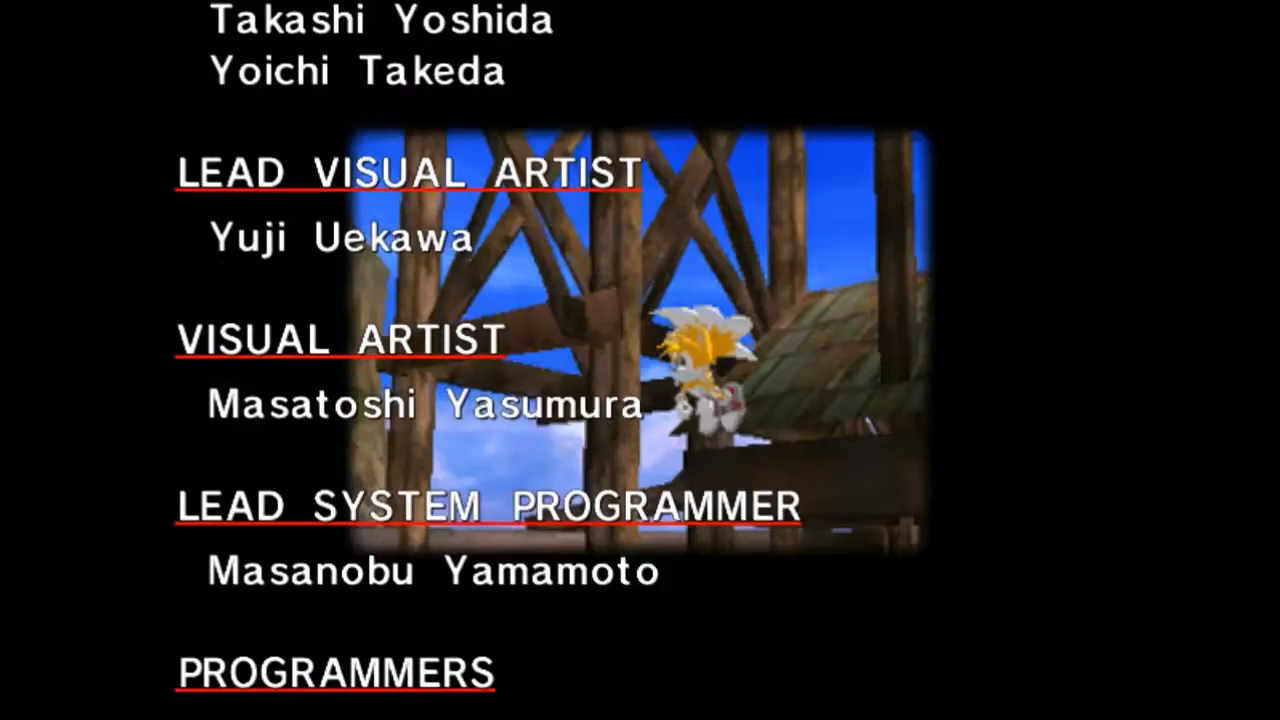 Takashi Yoshida
Yoichi Takeda
LEAD VISUAL ARTIST
Yuji Uekawa
VISUAL ARTIST
Masatoshi Yasumura
LEAD SYSTEM PROGRAMMER
Masanobu Yamamoto
PROGRAMMERS